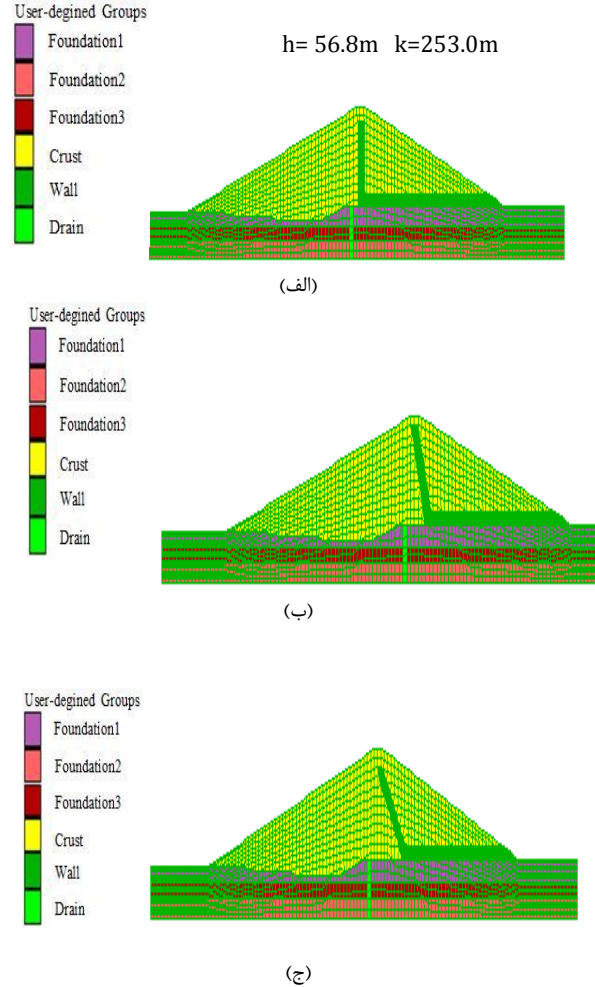 User-degined Groups
Foundation1
Foundation2
Foundation3
Crust
Wall
Drain
h= 56.8m k=253.0m
(الف)
User-degined Groups
Foundation1
Foundation2
Foundation3
Crust
Wall
Drain
(ب)
User-degined Groups
Foundation1
Foundation2
Foundation3
Crust
Wall
Drain
(ج)